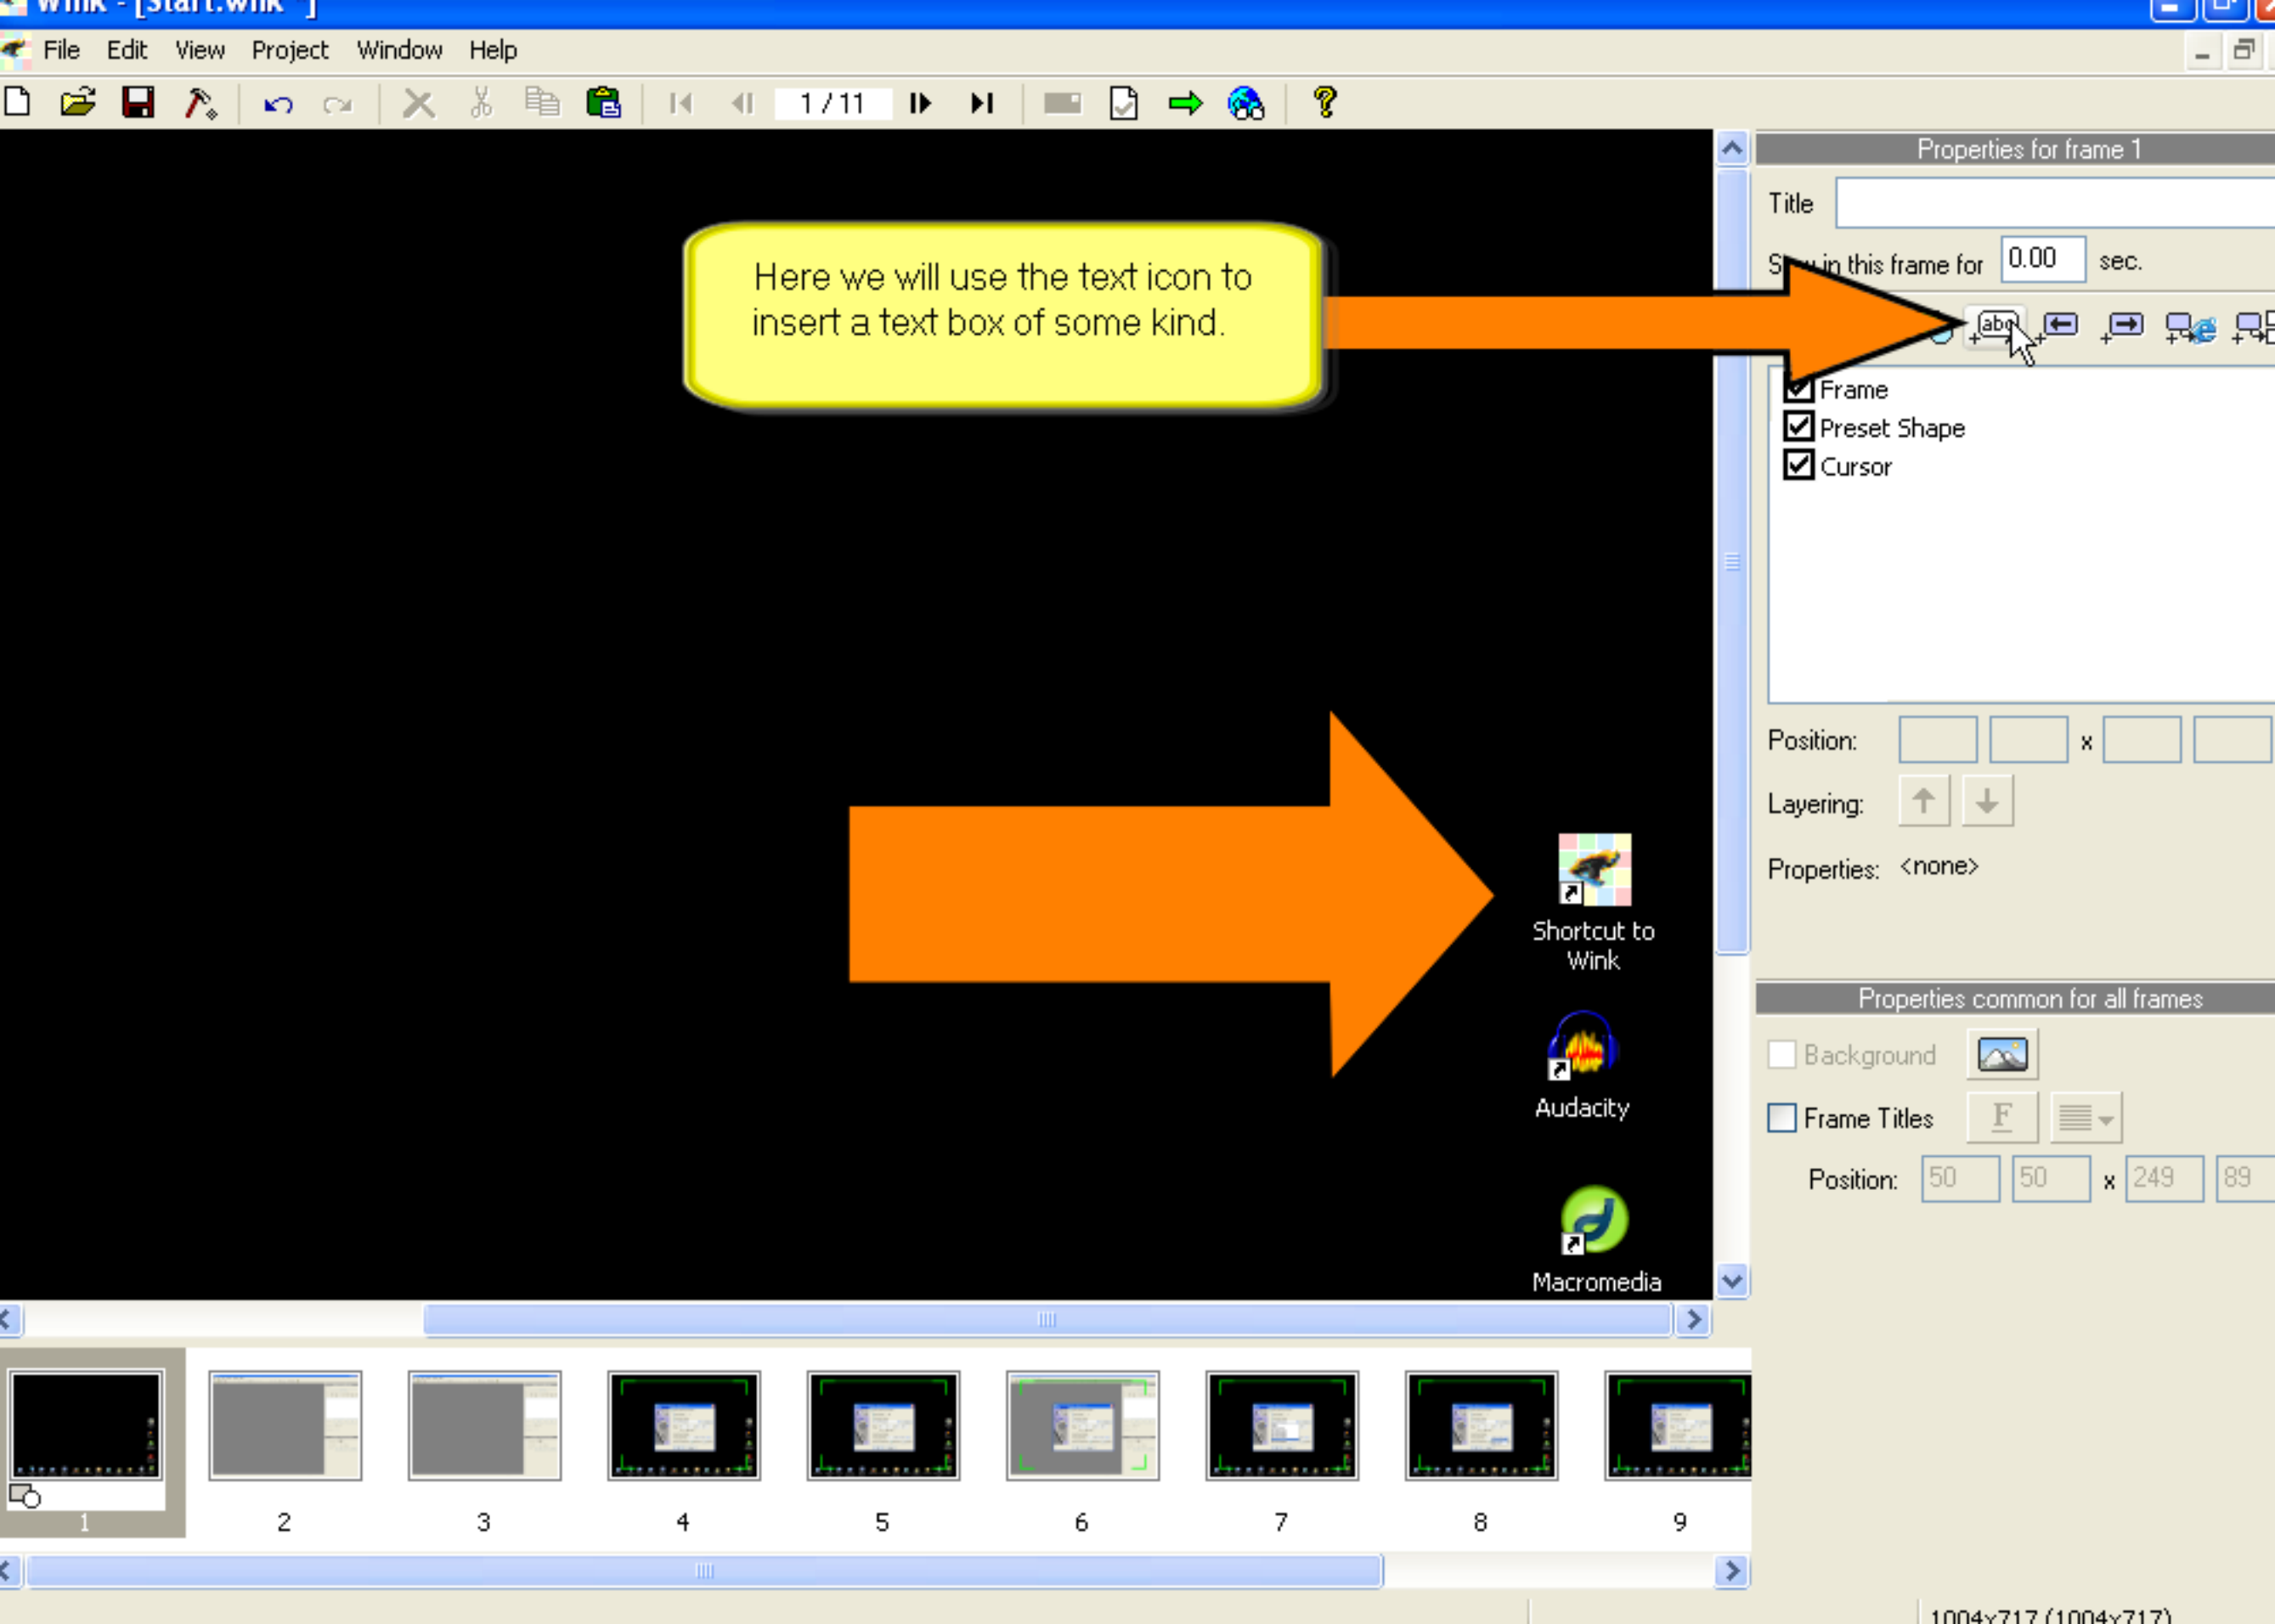 Wink - [Start.wnk *]
File Edit View Project Window Help
1 / 11
Properties for frame 1
Title
Here we will use the text icon to
insert a text box of some kind.
in this frame for 0.00 sec.
abc
Frame
Preset Shape
Cursor
Position: x
Layering:
Properties: <none>
Shortcut to
Wink
Properties common for all frames
Background
Audacity
Frame Titles F
Position: 50 50 x 249 89
Macromedia
1 2 3 4 5 6 7 8 9
1004x717 (1004x717)